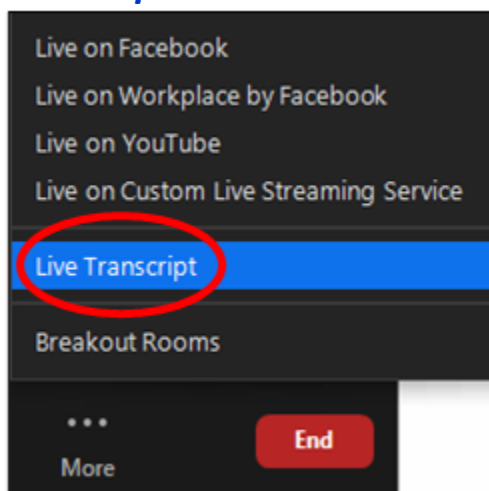 Live on Facebook
Live on Workplace by Facebook
Live on YouTube
Live on Custom Live Streaming Service
Live Transcript
Breakout Rooms
End
More